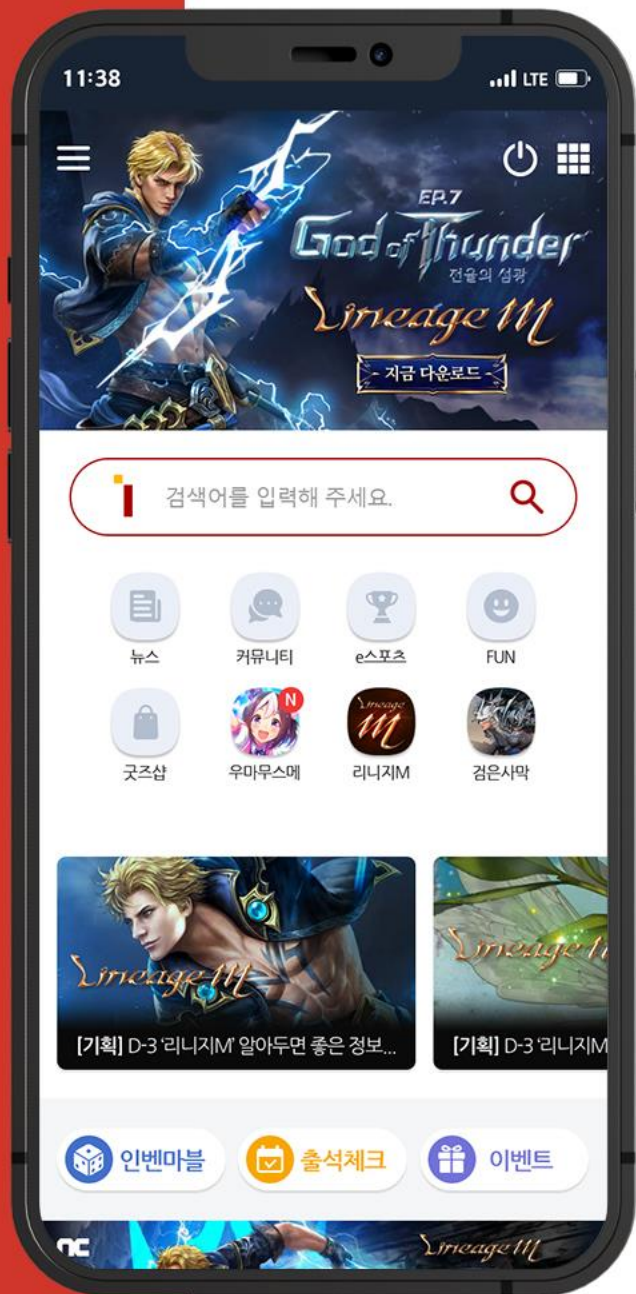 11:38
LTE
EP.7
God of Thunder
전율의 섬광
Lineage M
지금 다운로드
검색어를 입력해 주세요.
뉴스
커뮤니티
e스포츠
FUN
굿즈샵
N
우마무스메
Lineage
M
리니지M
검은사막
Lineage M
[기획] D-3 ‘리니지M’ 알아두면 좋은 정보...
Lineage
[기획] D-3 ‘리니지M
인벤마블
출석체크
이벤트
nc
Lineage M